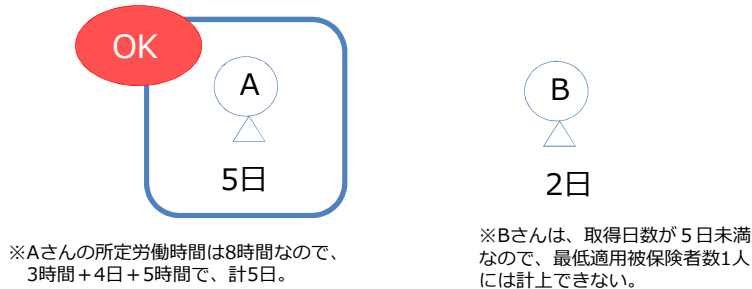 OK
A
5日
※Aさんの所定労働時間は8時間なので、
3時間＋4日＋5時間で、計5日。
B
2日
※Bさんは、取得日数が５日未満
なので、最低適用被保険者数1人
には計上できない。